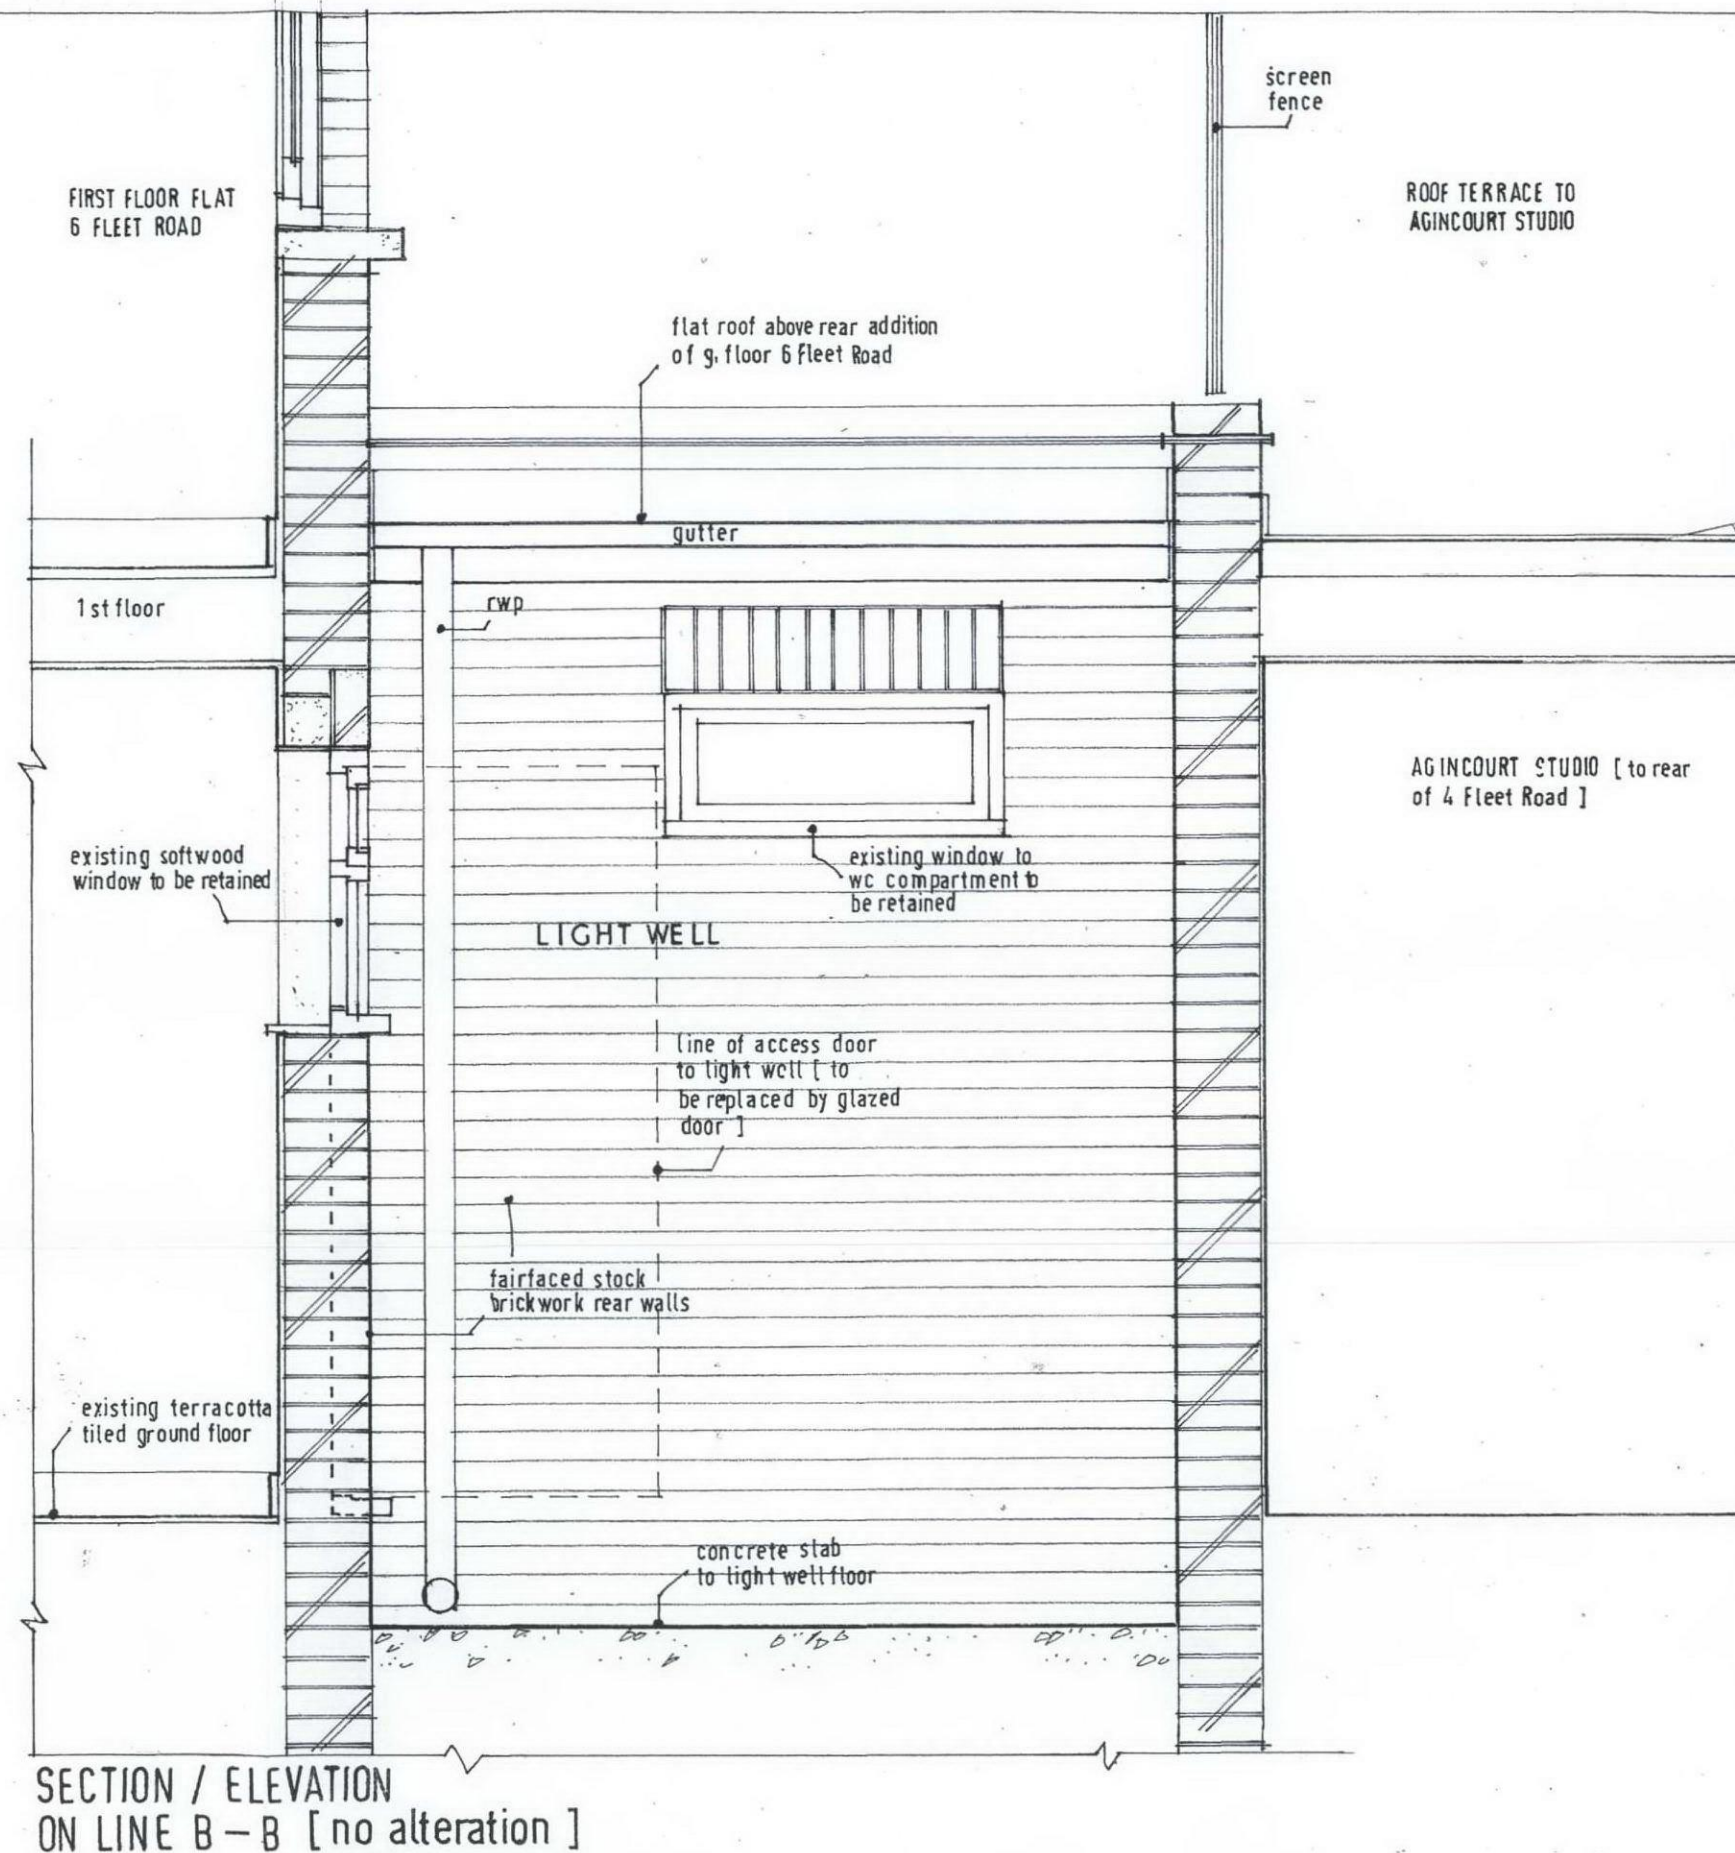 screen
fence
FIRST FLOOR FLAT
6 FLEET ROAD
ROOF TERRACE TO
AGINCOURT STUDIO
flat roof above rear addition
of g. floor 6 Fleet Road
gutter
1st floor
rwp
AGINCOURT STUDIO [ to rear
of 4 Fleet Road ]
existing softwood
window to be retained
existing window to
wc compartment to
be retained
LIGHT WELL
line of access door
to light well [ to
be replaced by glazed
door ]
fairfaced stock
brickwork rear walls
existing terracotta
tiled ground floor
concrete slab
to light well floor
SECTION / ELEVATION
ON LINE B – B [ no alteration ]